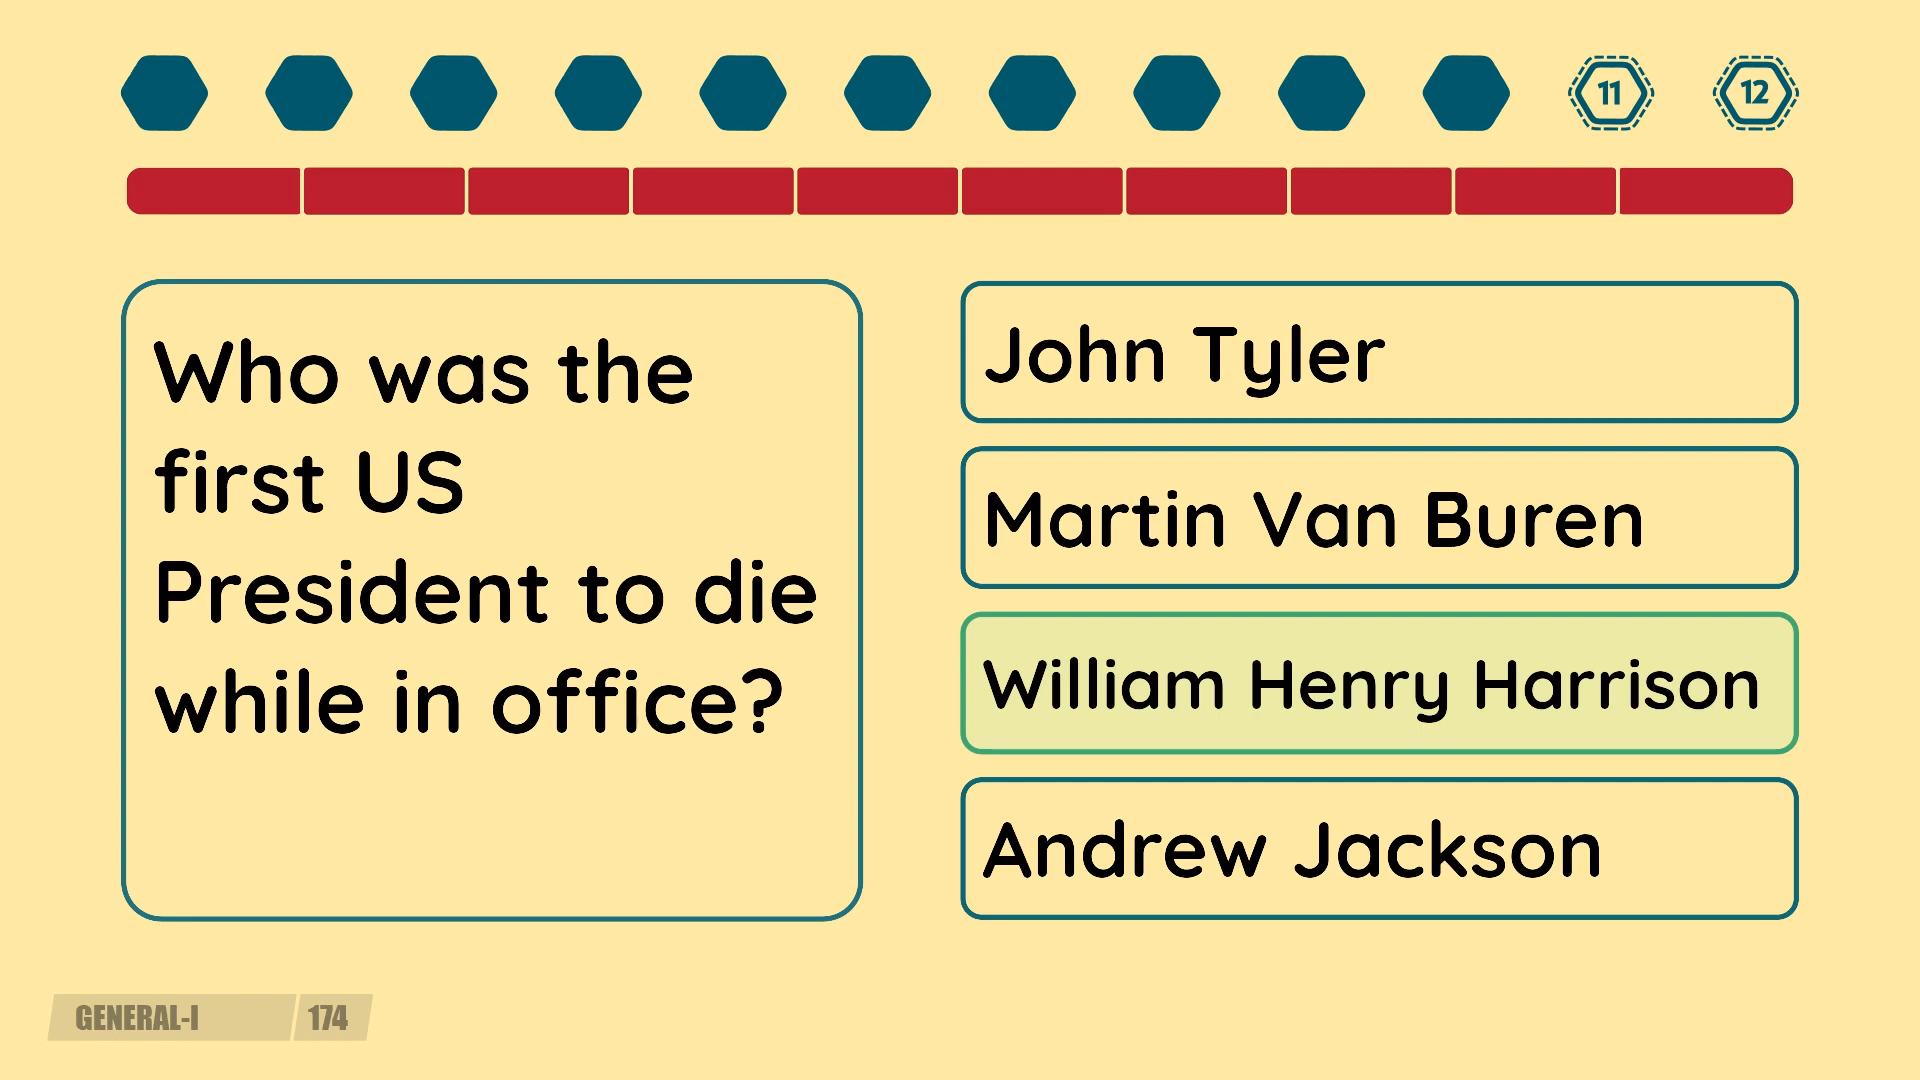 11
12
Who was the
first US
President to die
while in office?
John Tyler
Martin Van Buren
William Henry Harrison
Andrew Jackson
GENERAL-I 174